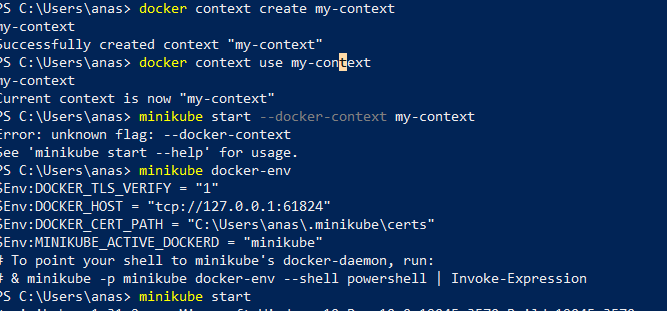 PS C:\Users\anas> docker context create my-context
my-context
Successfully created context "my-context"
PS C:\Users\anas> docker context use my-context
my-context
Current context is now "my-context"
PS C:\Users\anas> minikube start --docker-context my-context
Error: unknown flag: --docker-context
See 'minikube start --help' for usage.
PS C:\Users\anas> minikube docker-env
$Env:DOCKER_TLS_VERIFY = "1"
$Env:DOCKER_HOST = "tcp://127.0.0.1:61824"
$Env:DOCKER_CERT_PATH = "C:\Users\anas\.minikube\certs"
$Env:MINIKUBE_ACTIVE_DOCKERD = "minikube"
# To point your shell to minikube's docker-daemon, run:
# & minikube -p minikube docker-env --shell powershell | Invoke-Expression
PS C:\Users\anas> minikube start